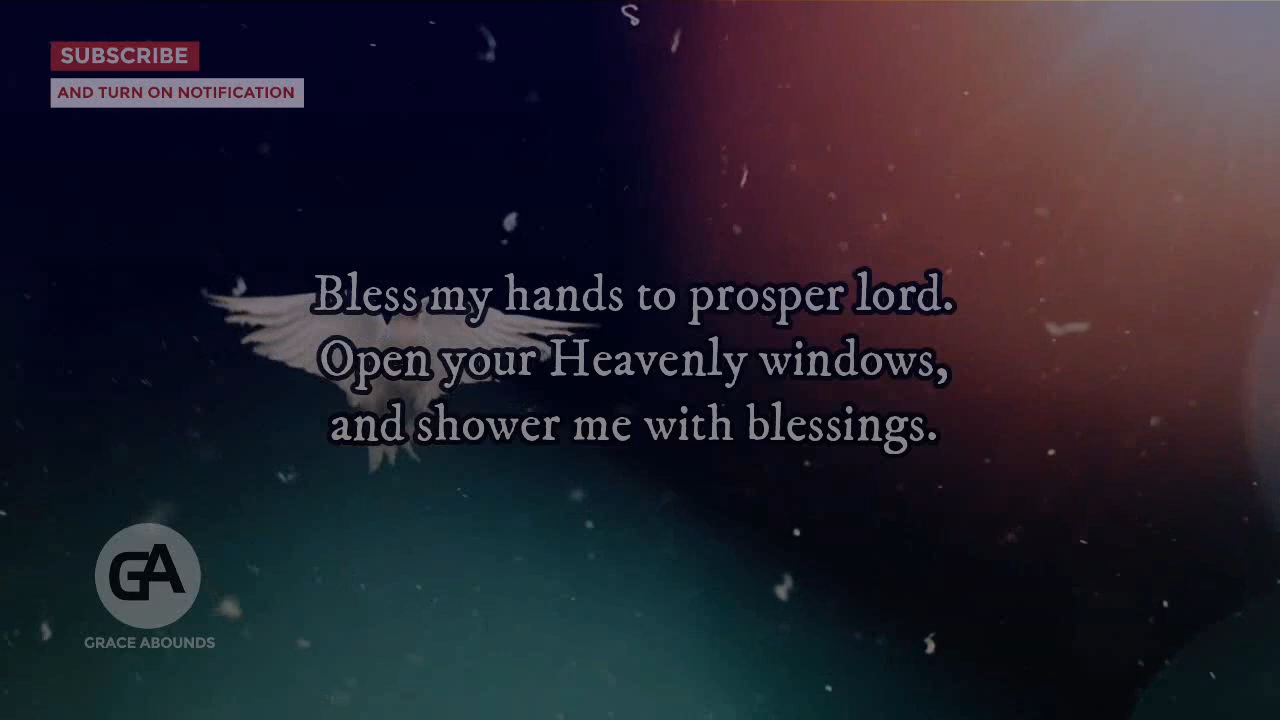 SUBSCRIBE
AND TURN ON NOTIFICATION
Bless my hands to prosper lord.
Open your Heavenly windows,
and shower me with blessings.
GA
GRACE ABOUNDS